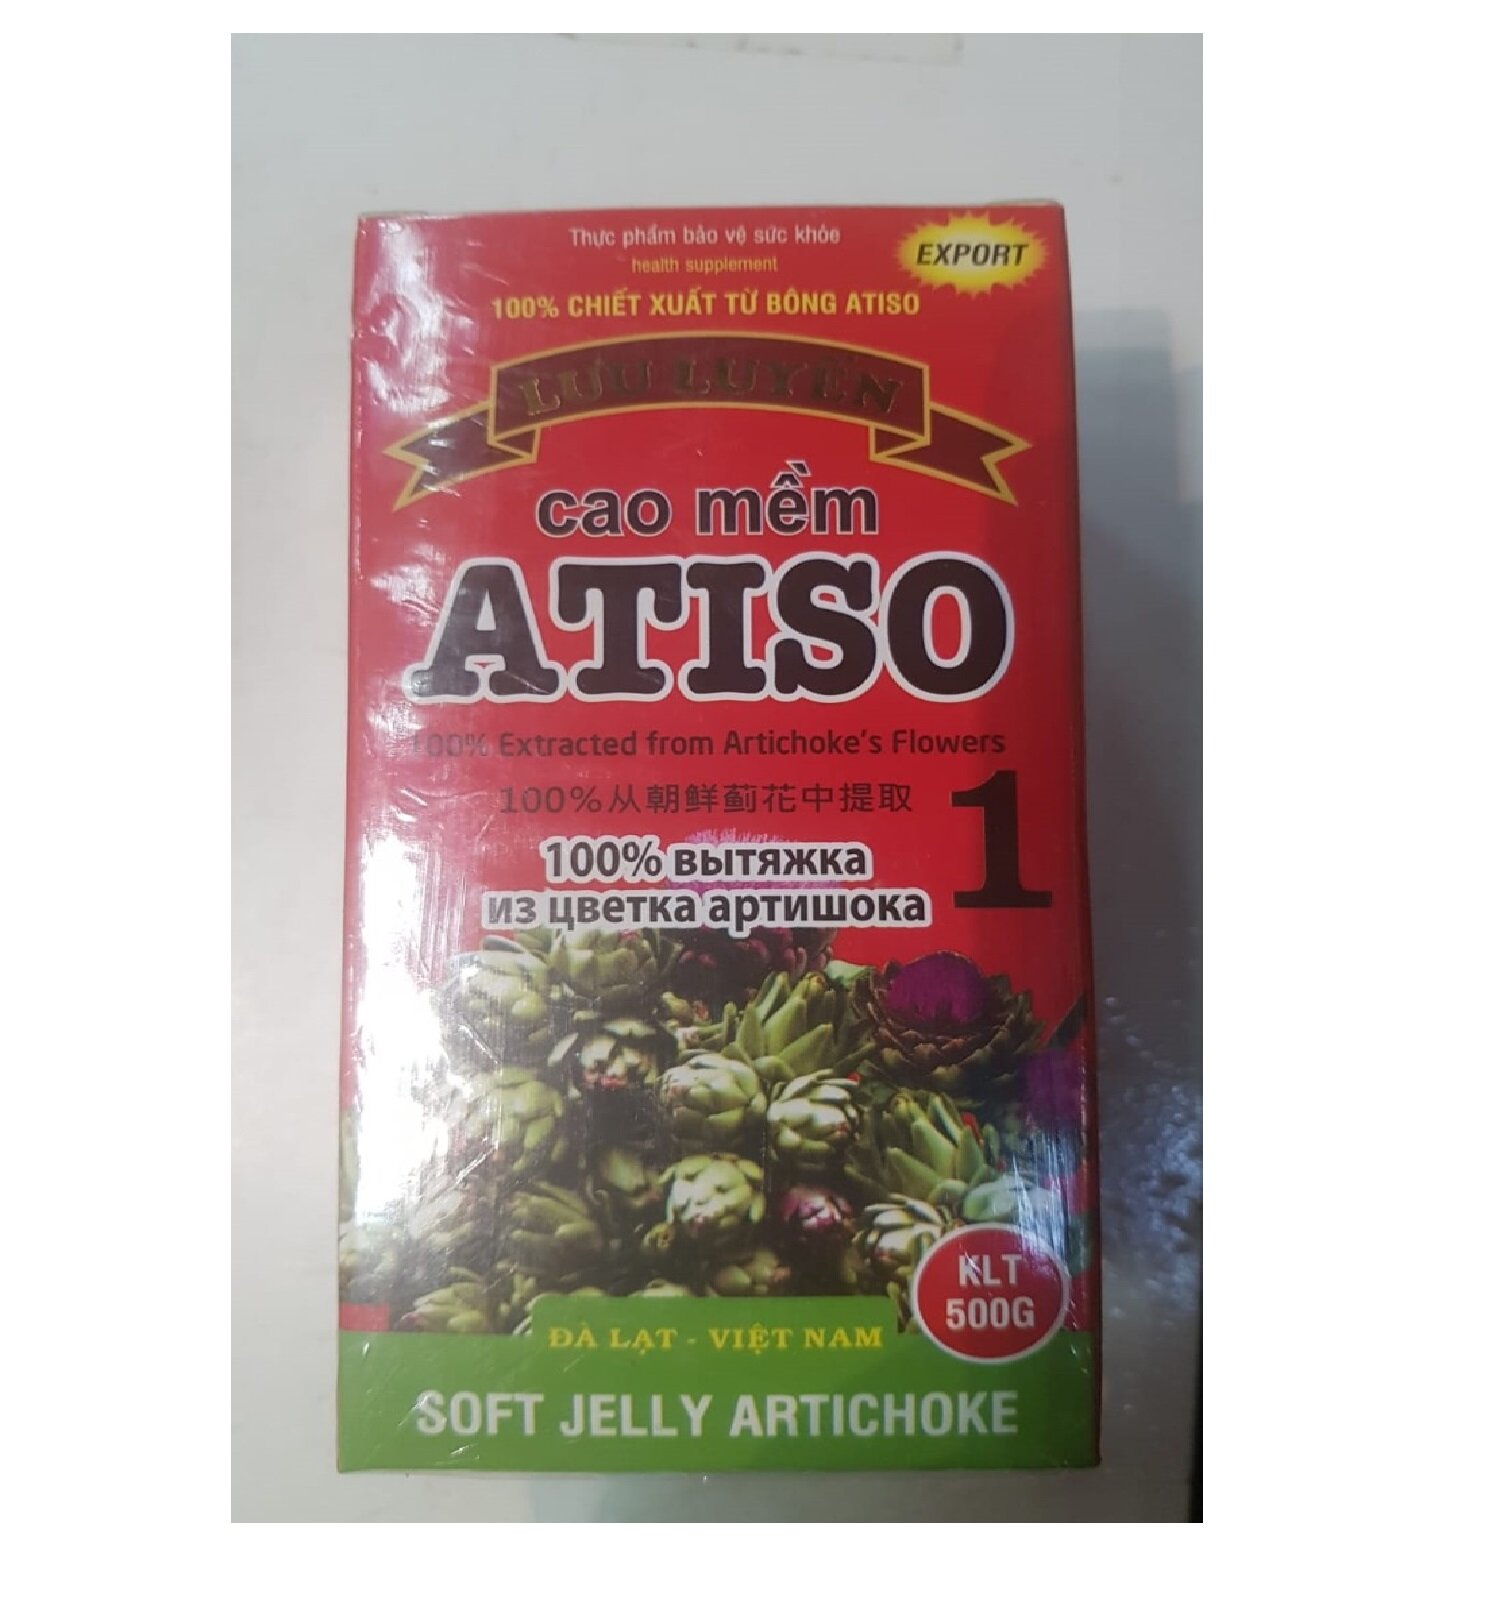 Thực phẩm bảo vệ sức khỏe
health supplement
EXPORT
100% CHIẾT XUẤT TỪ BÔNG ATISO
LƯU LUYẾN
cao mềm
ATISO
100% Extracted from Artichoke's Flowers
100%从朝鲜蓟花中提取
1
100% вытяжка
из цветка артишока
KLT
500G
ĐÀ LẠT - VIỆT NAM
SOFT JELLY ARTICHOKE